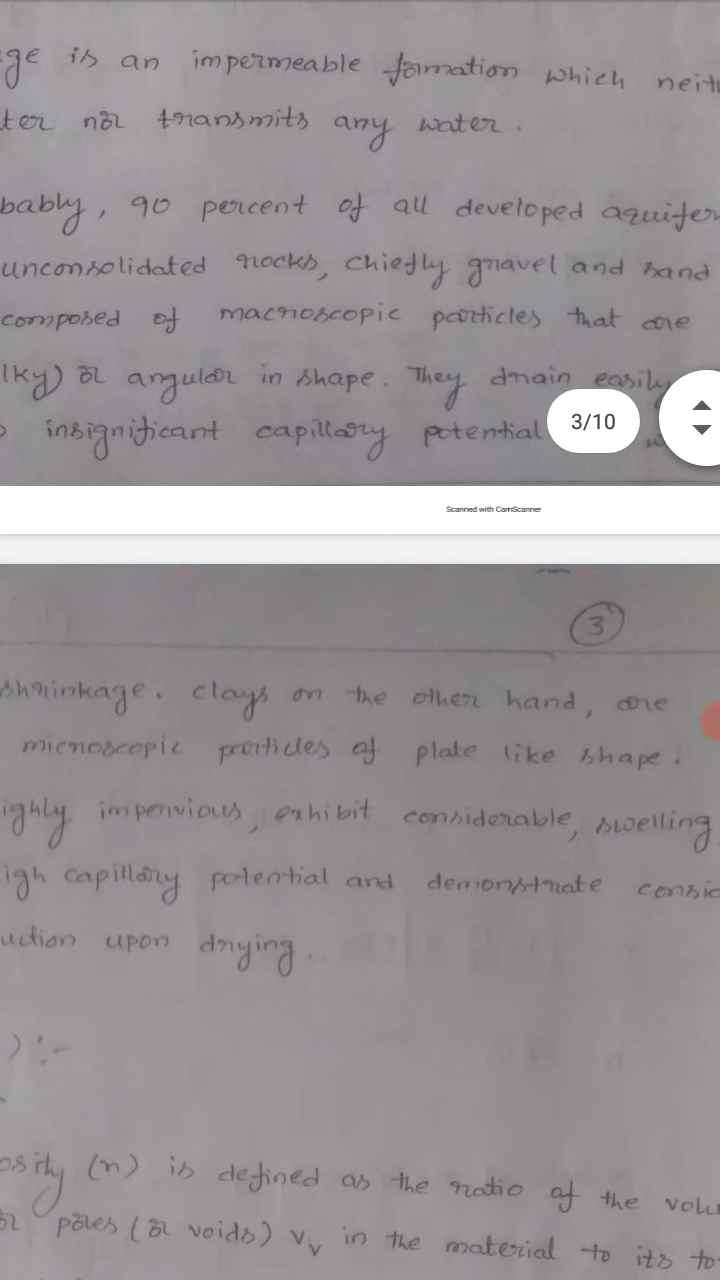 ge is an impermeable formation which neit
ter nor transmits any water.
bably, 90 percent of all developed aquifer
unconsolidated rocks, chiefly gravel and sand
composed of macroscopic particles that are
lky) or angular in shape. They drain easily
insignificant capillary potential
3/10
Scanned with CamScanner
3
shrinkage. clays on the other hand, are
microscopic particles of plate like shape.
ighly impervious, exhibit considerable, swelling
igh capillary potential and demonstrate consid
uction upon drying.
) :-
osity (n) is defined as the ratio of the volu
or pores (or voids) Vv in the material to its to